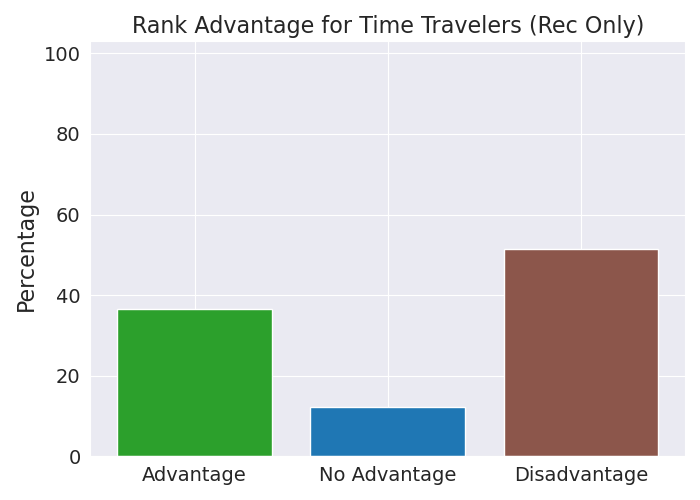 Rank Advantage for Time Travelers (Rec Only)
100
80
60
40
20
0
Percentage
Advantage
No Advantage
Disadvantage